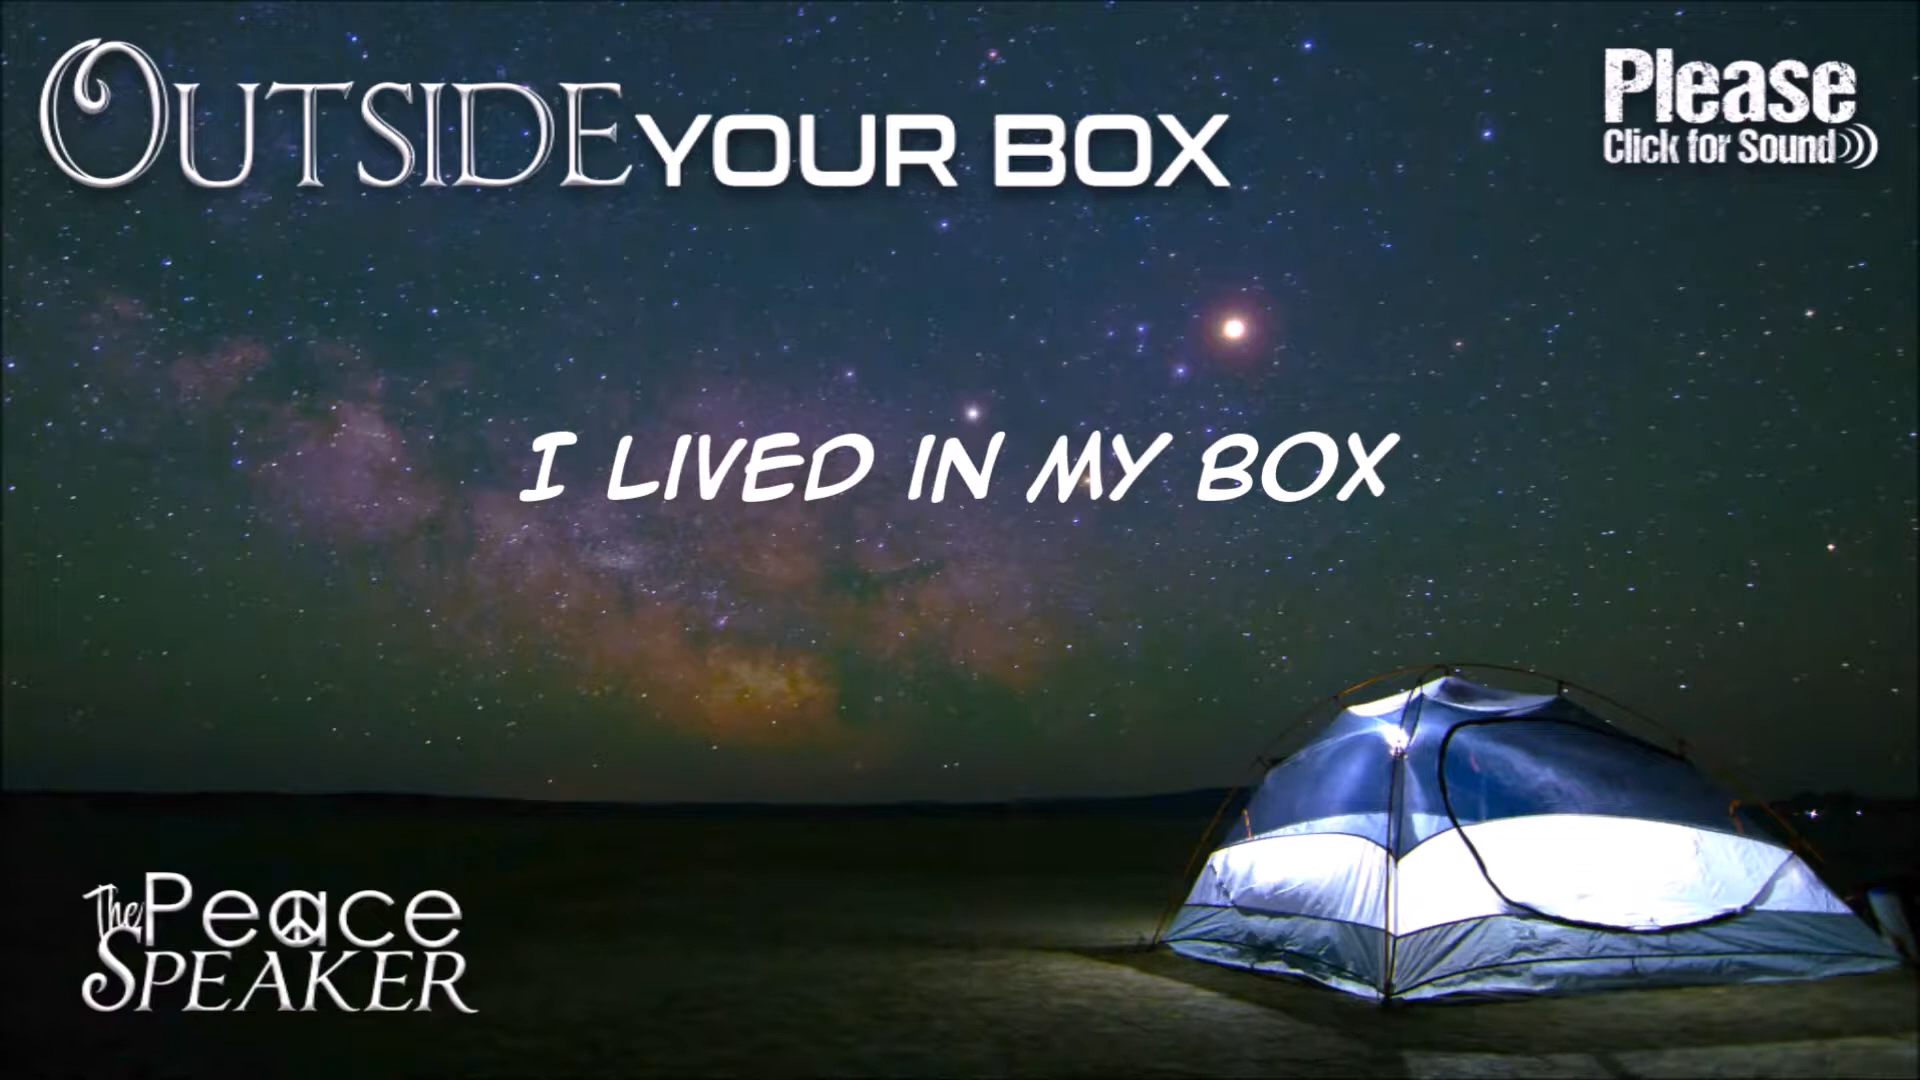 Outside YOUR BOX
Please
Click for Sound
I LIVED IN MY BOX
The Peace
Speaker